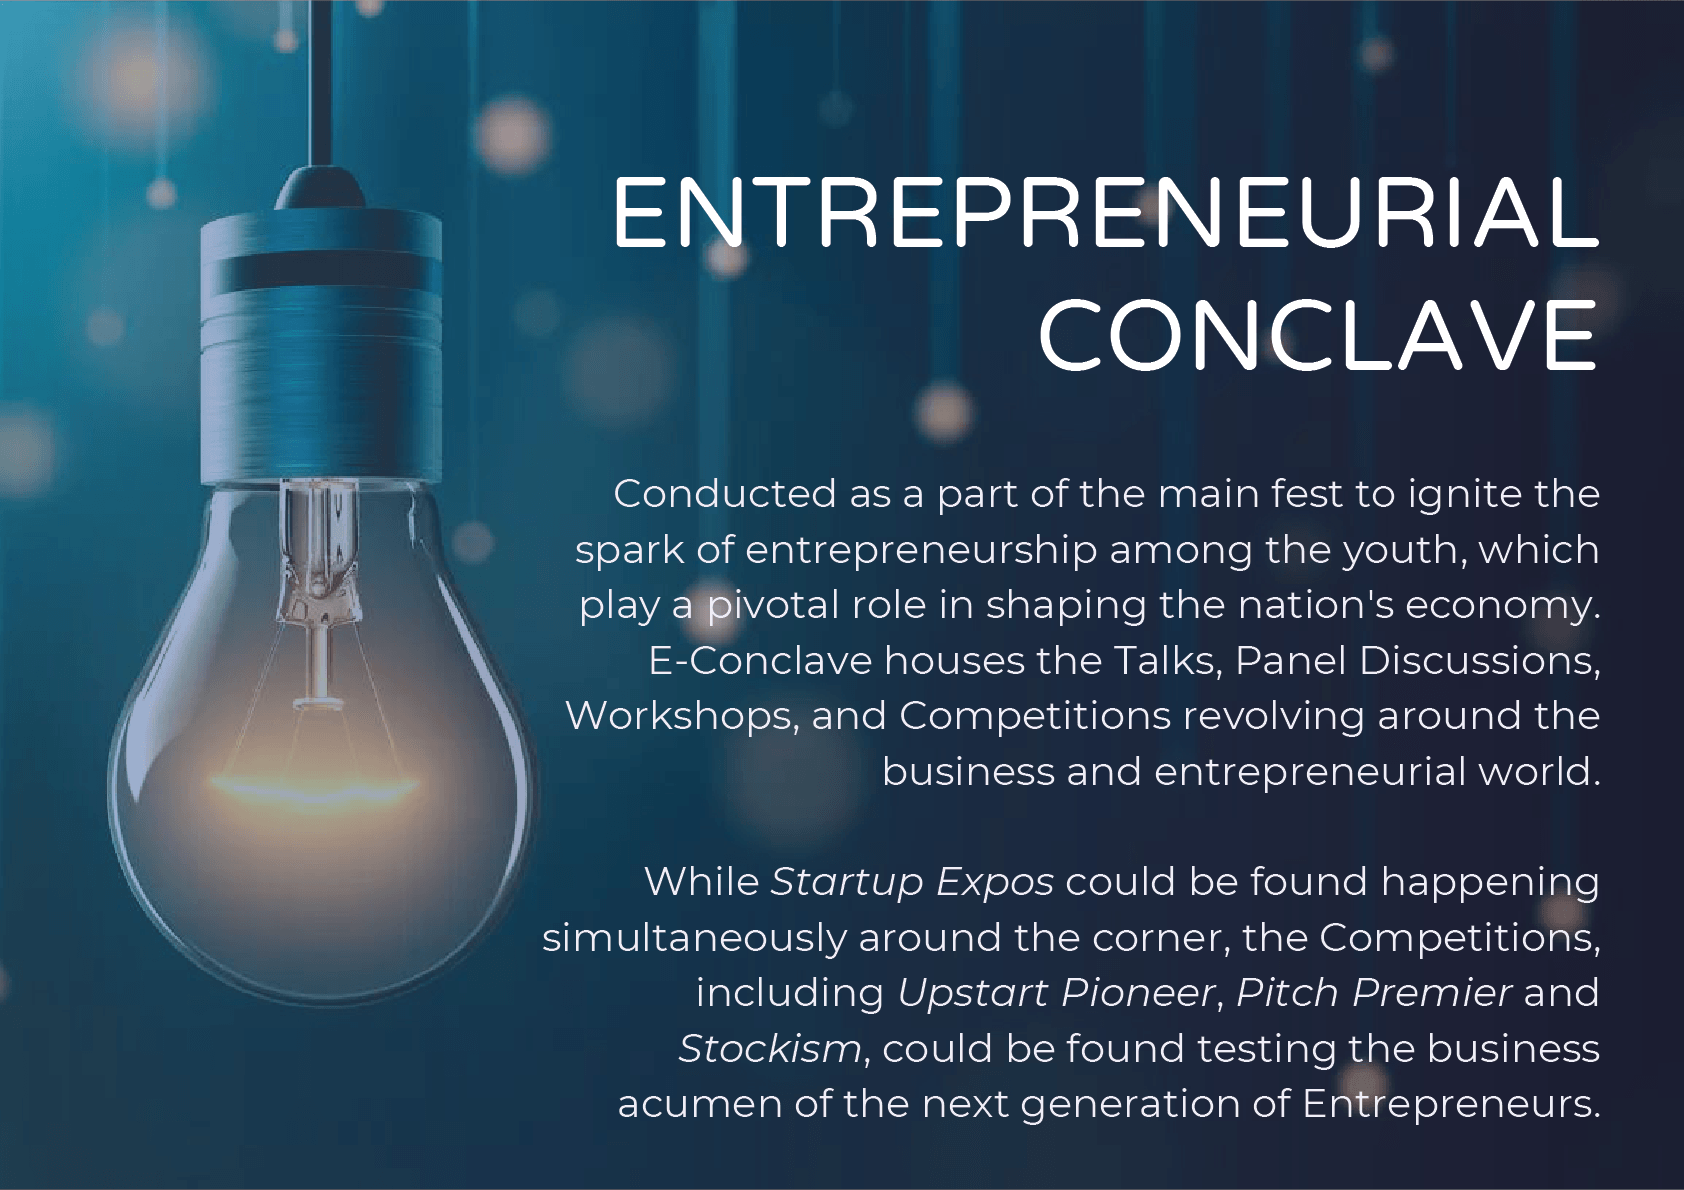 ENTREPRENEURIAL
CONCLAVE
Conducted as a part of the main fest to ignite the
spark of entrepreneurship among the youth, which
play a pivotal role in shaping the nation's economy.
E-Conclave houses the Talks, Panel Discussions,
Workshops, and Competitions revolving around the
business and entrepreneurial world.
While Startup Expos could be found happening
simultaneously around the corner, the Competitions,
including Upstart Pioneer, Pitch Premier and
Stockism, could be found testing the business
acumen of the next generation of Entrepreneurs.